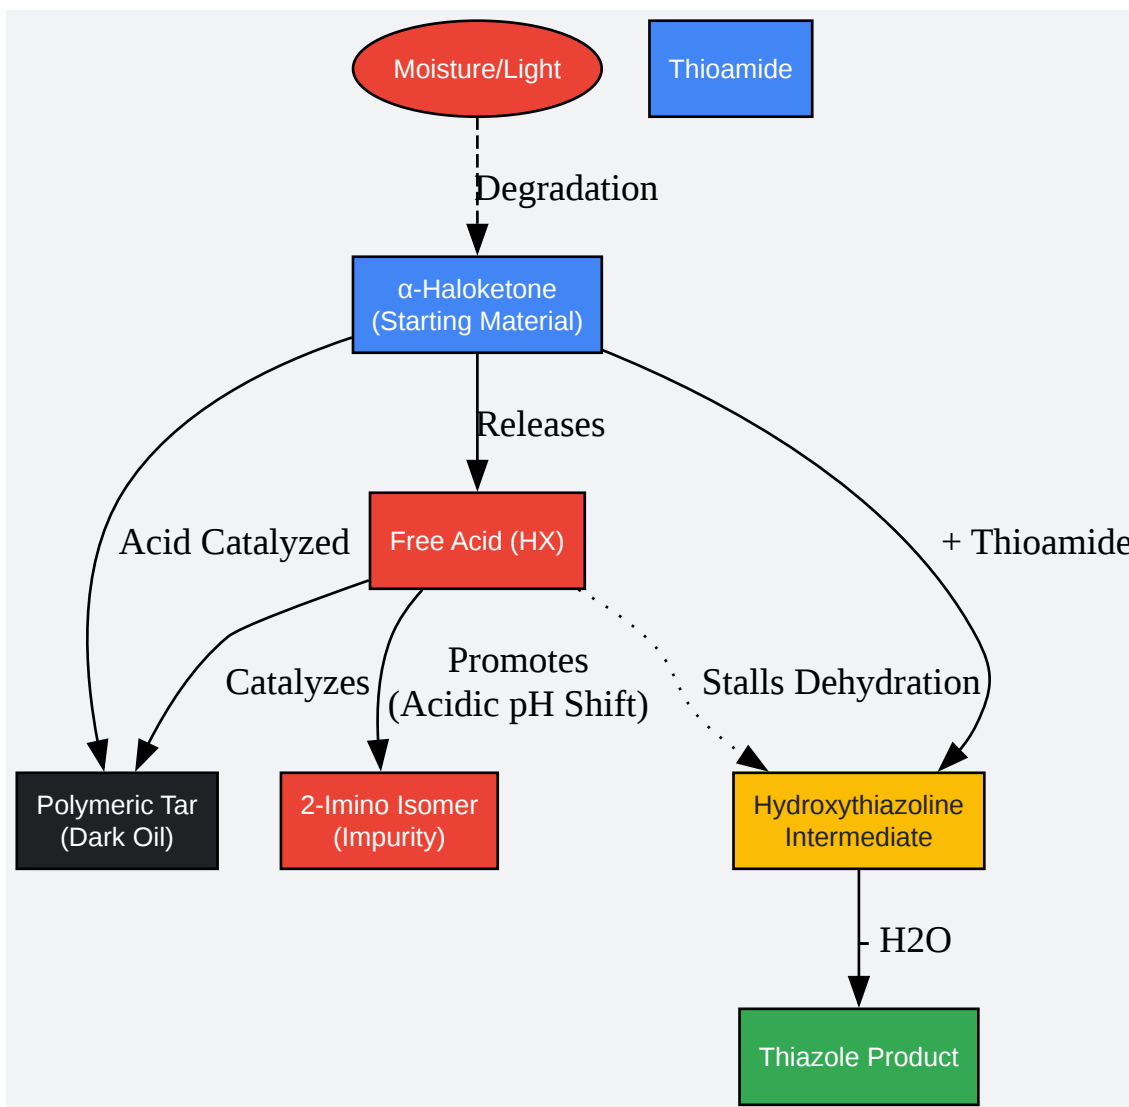 Moisture/Light
Thioamide
Degradation
α-Haloketone
(Starting Material)
Releases
Acid Catalyzed
Free Acid (HX)
+ Thioamide
Catalyzes
Promotes
(Acidic pH Shift)
Stalls Dehydration
Polymeric Tar
(Dark Oil)
2-Imino Isomer
(Impurity)
Hydroxythiazoline
Intermediate
- H2O
Thiazole Product